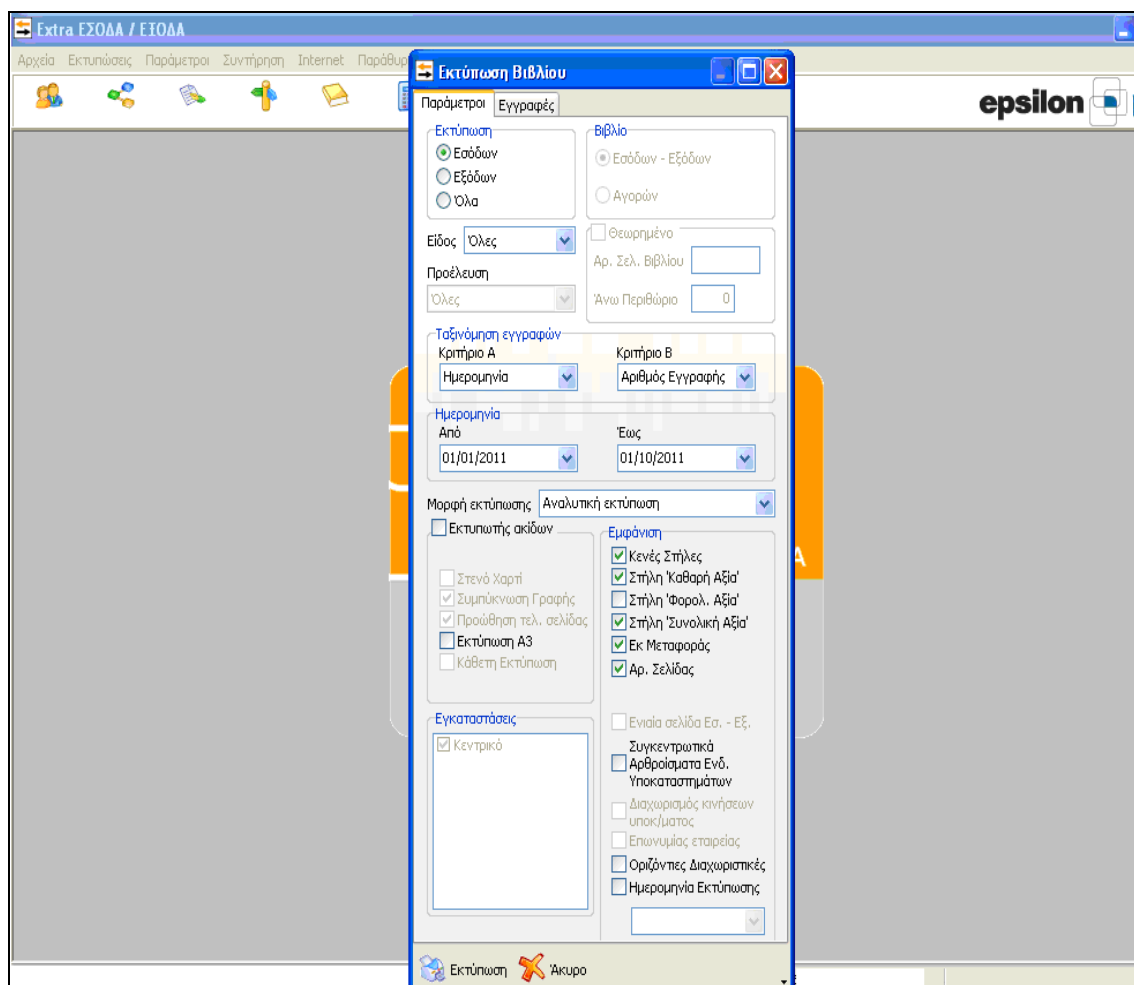 Extra ΕΣΟΔΑ / ΕΞΟΔΑ
Αρχεία Εκτυπώσεις Παράμετροι Συντήρηση Internet
epsilon
Εκτύπωση Βιβλίου
Παράμετροι Εγγραφές
Εκτύπωση
Εσόδων
Εξόδων
Όλα
Βιβλίο
Εσόδων - Εξόδων
Αγορών
Είδος Όλες
Προέλευση
Όλες
Θεωρημένο
Αρ. Σελ. Βιβλίου
Άνω Περιθώριο 0
Ταξινόμηση εγγραφών
Κριτήριο Α Κριτήριο Β
Ημερομηνία Αριθμός Εγγραφής
Ημερομηνία
Από Έως
01/01/2011 01/10/2011
Μορφή εκτύπωσης Αναλυτική εκτύπωση
Εκτυπωτής ακίδων
Στενό Χαρτί
Συμπύκνωση Γραφής
Προώθηση τελ. σελίδας
Εκτύπωση Α3
Κάθετη Εκτύπωση
Εμφάνιση
Κενές Στήλες
Στήλη 'Καθαρή Αξία'
Στήλη 'Φορολ. Αξία'
Στήλη 'Συνολική Αξία'
Εκ Μεταφοράς
Αρ. Σελίδας
Ενιαία σελίδα Εσ. - Εξ.
Συγκεντρωτικά
Αρθροίσματα Ενδ.
Υποκαταστημάτων
Διαχωρισμός κινήσεων
υποκ/ματος
Επωνυμίας εταιρείας
Οριζόντιες Διαχωριστικές
Ημερομηνία Εκτύπωσης
Εγκαταστάσεις
Κεντρικό
Α
Εκτύπωση Άκυρο